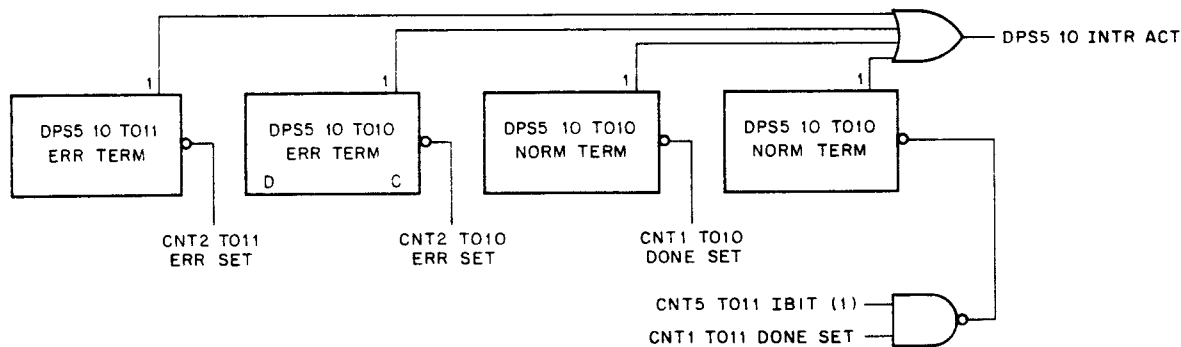 DPS5 10 INTR ACT
1
1
1
1
DPS5 10 TO11
ERR TERM
DPS5 10 TO10
ERR TERM
D C
DPS5 10 TO10
NORM TERM
DPS5 10 TO10
NORM TERM
CNT2 TO11
ERR SET
CNT2 TO10
ERR SET
CNT1 TO10
DONE SET
CNT5 TO11 IBIT (1)
CNT1 TO11 DONE SET